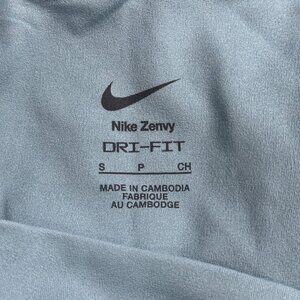 Nike Zenvy
DRI-FIT
S P CH
MADE IN CAMBODIA
FABRIQUE
AU CAMBODGE